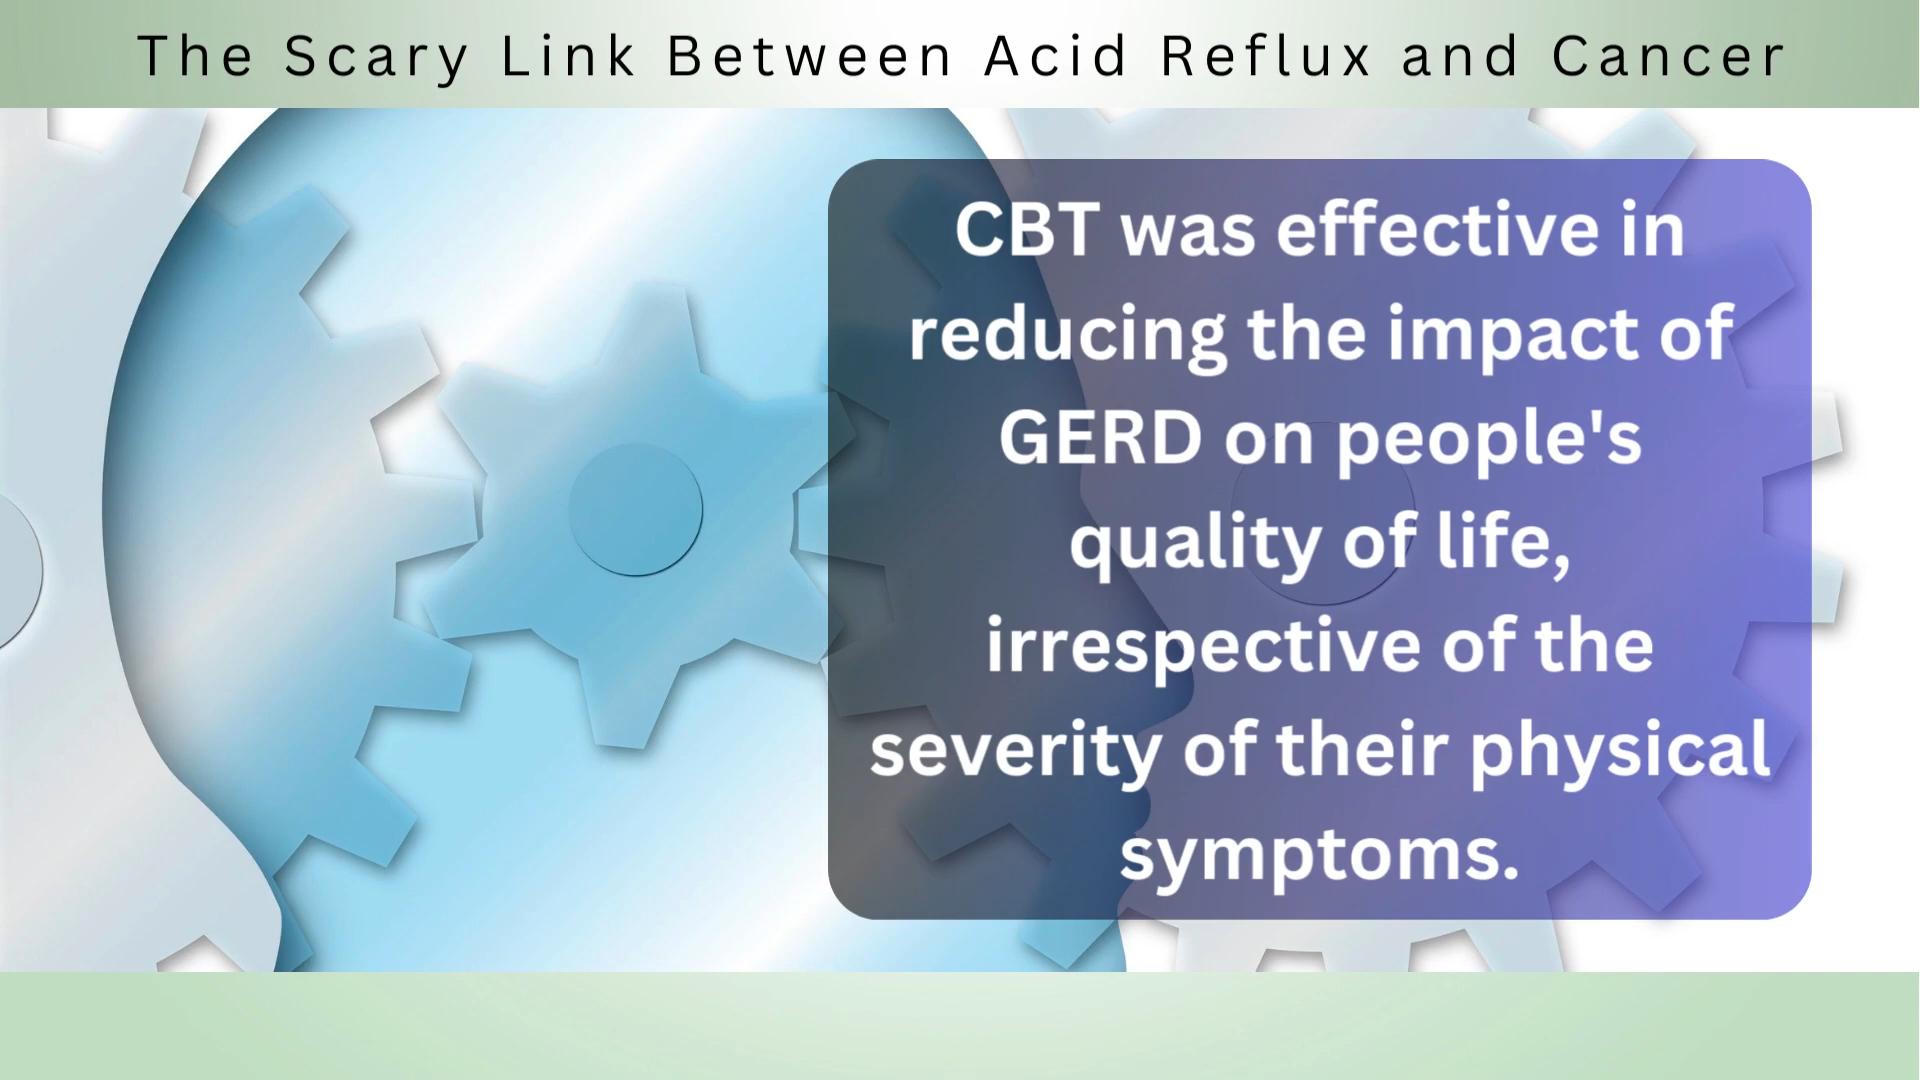 The Scary Link Between Acid Reflux and Cancer
CBT was effective in
reducing the impact of
GERD on people's
quality of life,
irrespective of the
severity of their physical
symptoms.